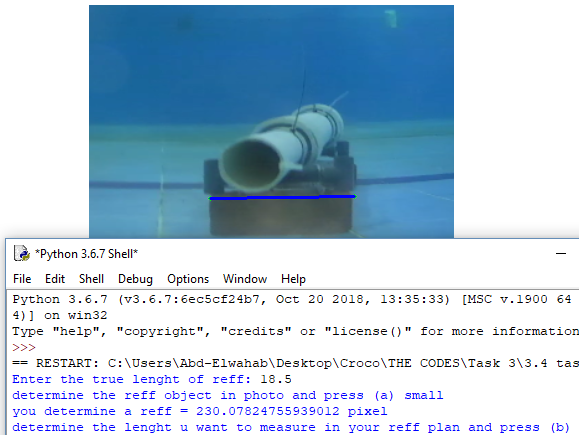 *Python 3.6.7 Shell*
File Edit Shell Debug Options Window Help
Python 3.6.7 (v3.6.7:6ec5cf24b7, Oct 20 2018, 13:35:33) [MSC v.1900 64
4)] on win32
Type "help", "copyright", "credits" or "license()" for more information
>>>
== RESTART: C:\Users\Abd-Elwahab\Desktop\Croco\THE CODES\Task 3\3.4 tas
Enter the true lenght of reff: 18.5
determine the reff object in photo and press (a) small
you determine a reff = 230.07824755939012 pixel
determine the lenght u want to measure in your reff plan and press (b)